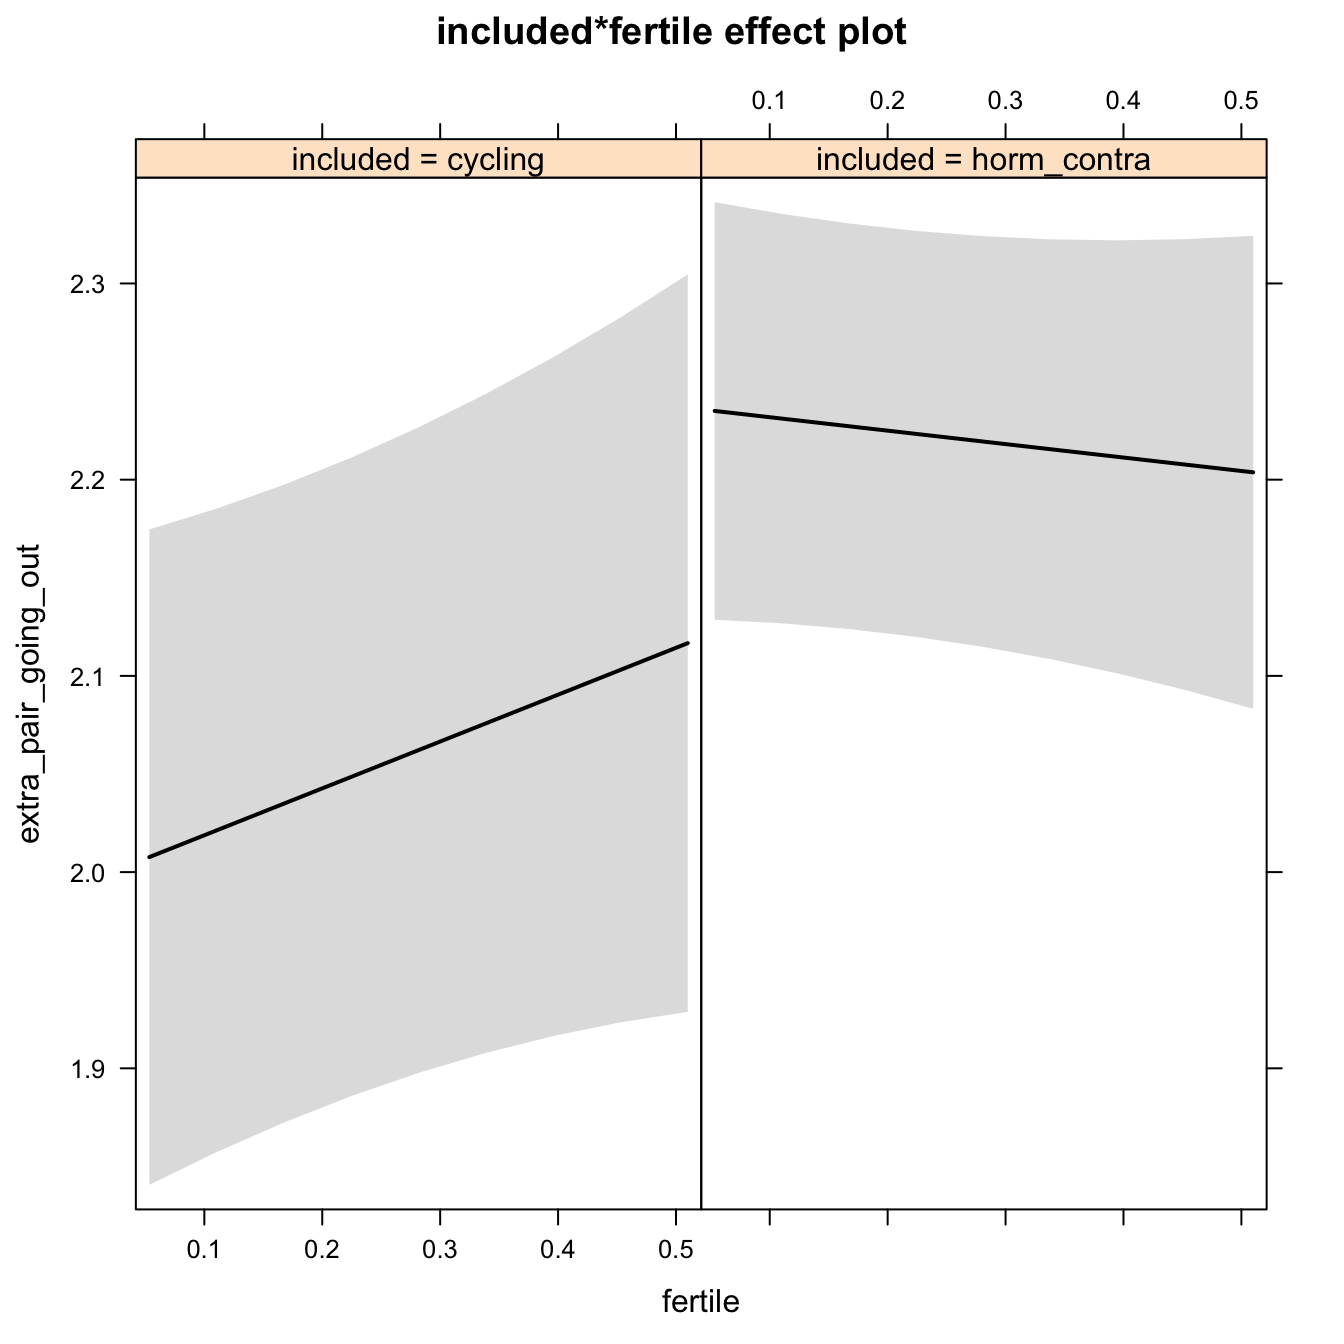 included*fertile effect plot
0.1 0.2 0.3 0.4 0.5
included = cycling included = horm_contra
2.3
2.2
2.1
2.0
1.9
extra_pair_going_out
0.1 0.2 0.3 0.4 0.5
fertile